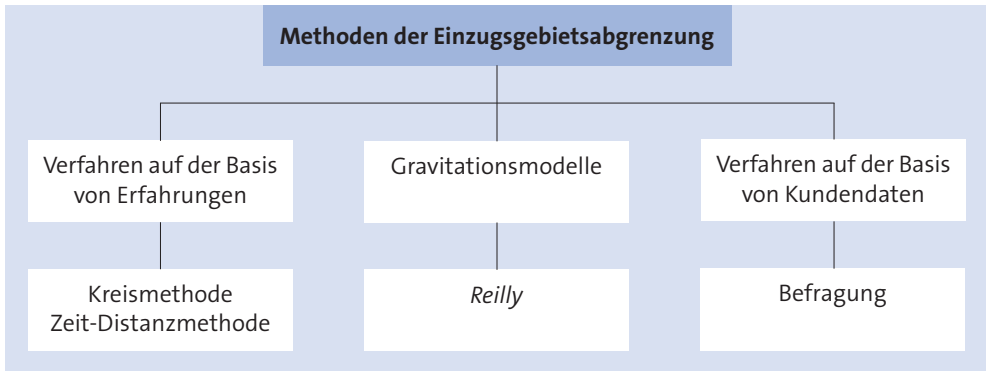 Methoden der Einzugsgebietsabgrenzung
Verfahren auf der Basis
von Erfahrungen
Gravitationsmodelle
Verfahren auf der Basis
von Kundendaten
Kreismethode
Zeit-Distanzmethode
Reilly
Befragung